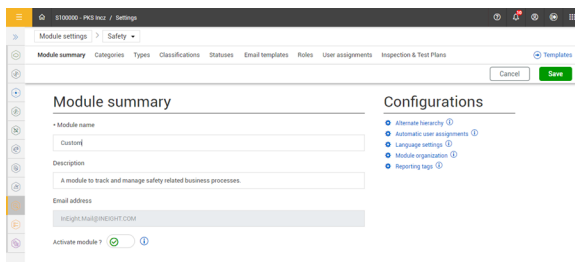 S100000 - PKS Incz / Settings
Module settings > Safety
Module summary Categories Types Classifications Statuses Email templates Roles User assignments Inspection & Test Plans Templates
Cancel Save
Module summary
Configurations
• Module name
Custom
Description
A module to track and manage safety related business processes.
Email address
InEight.Mail@INEIGHT.COM
Activate module ?
Alternate hierarchy
Automatic user assignments
Language settings
Module organization
Reporting tags